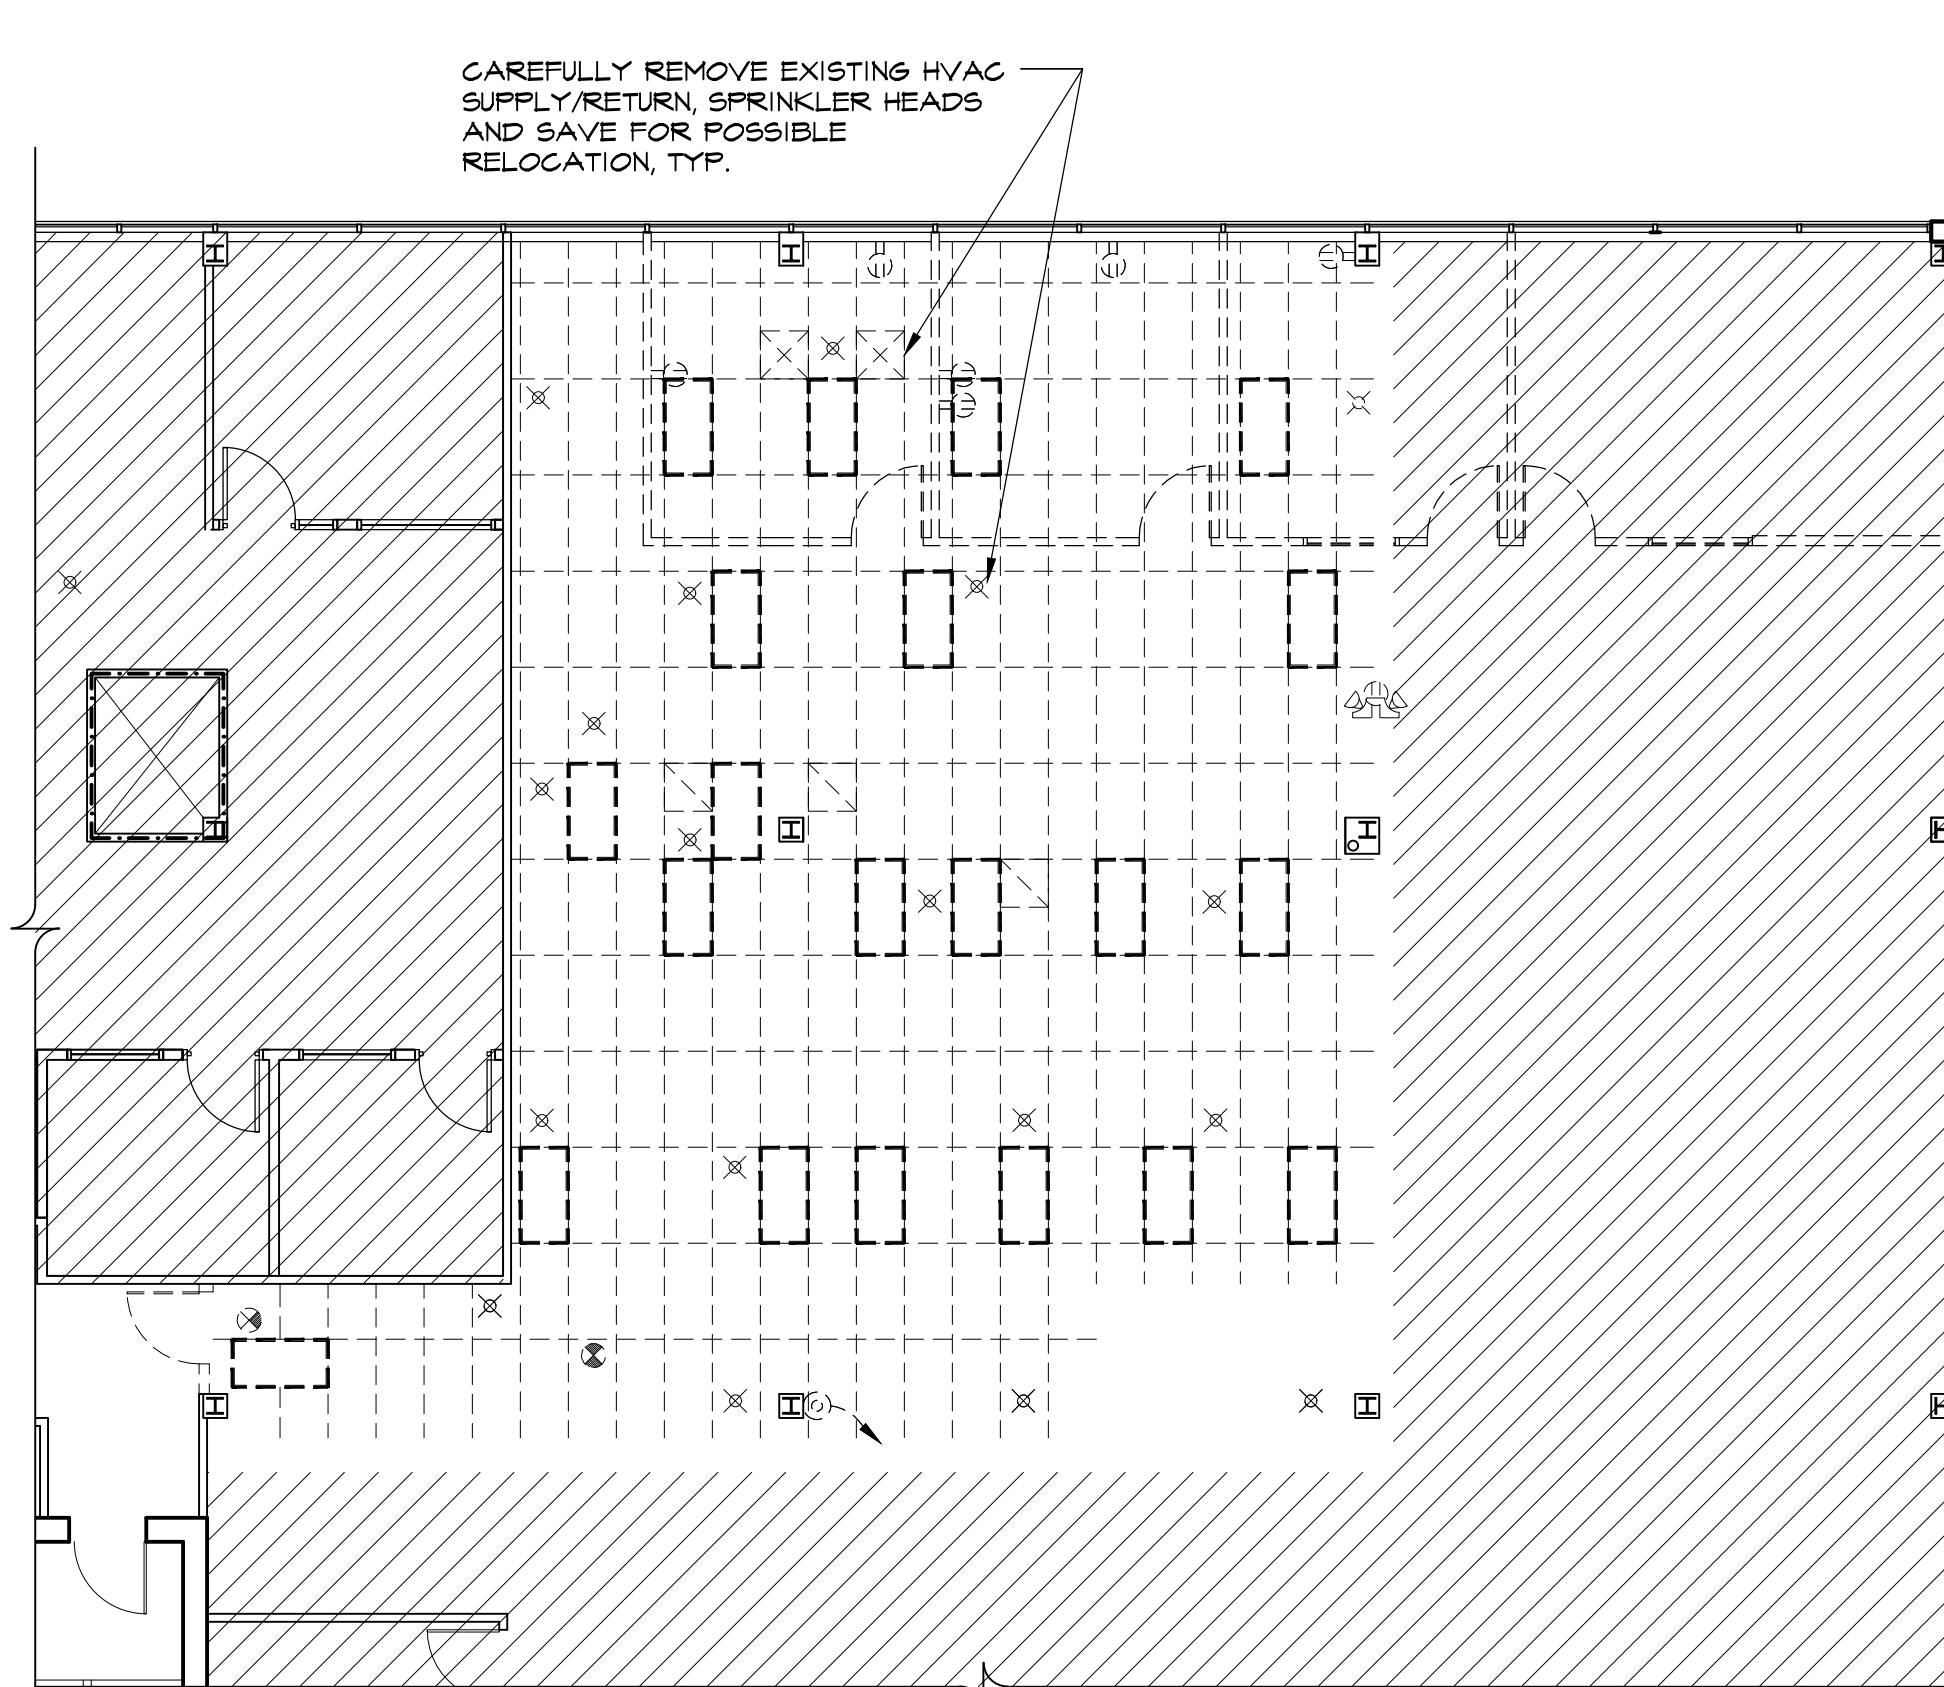 CAREFULLY REMOVE EXISTING HVAC
SUPPLY/RETURN, SPRINKLER HEADS
AND SAVE FOR POSSIBLE
RELOCATION, TYP.